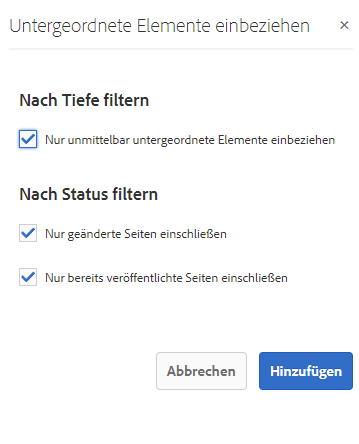 Untergeordnete Elemente einbeziehen ×
Nach Tiefe filtern
Nur unmittelbar untergeordnete Elemente einbeziehen
Nach Status filtern
Nur geänderte Seiten einschließen
Nur bereits veröffentlichte Seiten einschließen
Abbrechen Hinzufügen